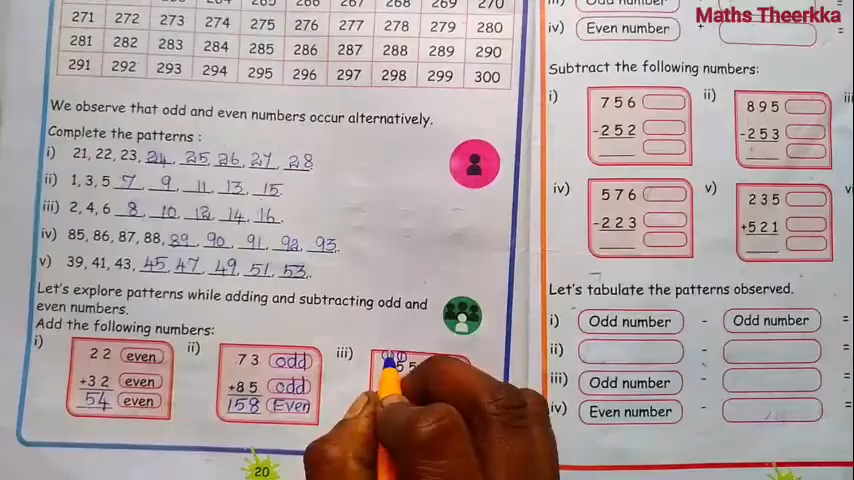 Maths Theerkka
265 266 267 268 269 270
271 272 273 274 275 276 277 278 279 280
281 282 283 284 285 286 287 288 289 290
291 292 293 294 295 296 297 298 299 300
We observe that odd and even numbers occur alternatively.
Complete the patterns :
i) 21, 22, 23, 24, 25, 26, 27, 28
ii) 1, 3, 5 7, 9, 11, 13, 15.
iii) 2, 4, 6 8, 10, 12, 14, 16.
iv) 85, 86, 87, 88, 89, 90, 91, 92, 93.
v) 39, 41, 43, 45, 47, 49, 51, 53.
Let's explore patterns while adding and subtracting odd and
even numbers.
Add the following numbers:
i) ii) iii)
22 even
+32 even
54 even
73 odd
+85 odd
158 Even
20
iv) Even number + =
Subtract the following numbers:
i) ii) iii
756
-252
895
-253
iv) v) v
576
-223
235
+521
Let's tabulate the patterns observed.
i) Odd number - Odd number =
ii) - =
iii) Odd number - =
iv) Even number - =